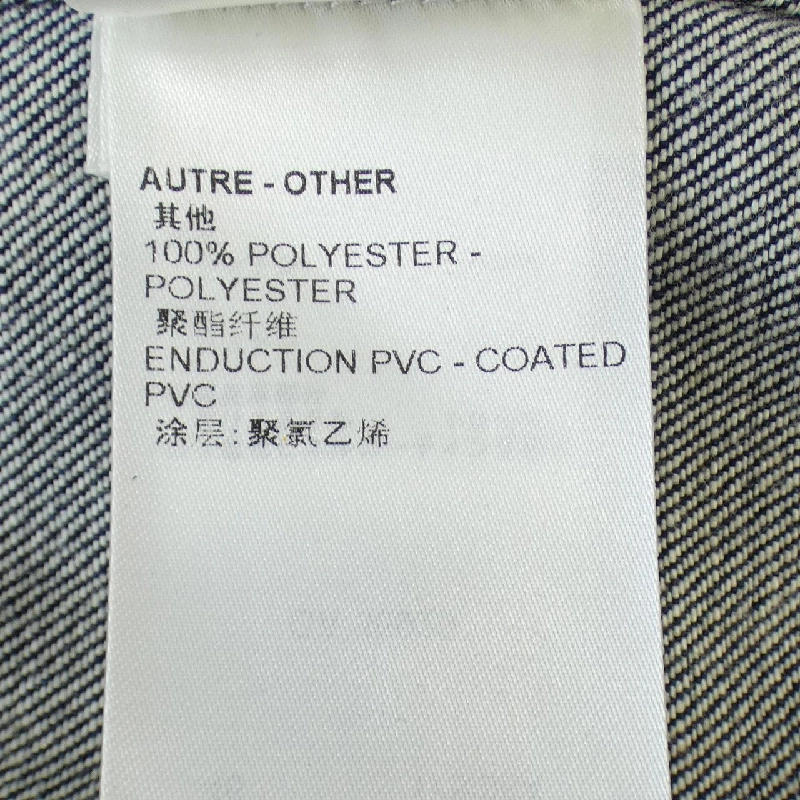 AUTRE - OTHER
其他
100% POLYESTER -
POLYESTER
聚酯纤维
ENDUCTION PVC - COATED
PVC
涂层:聚氯乙烯